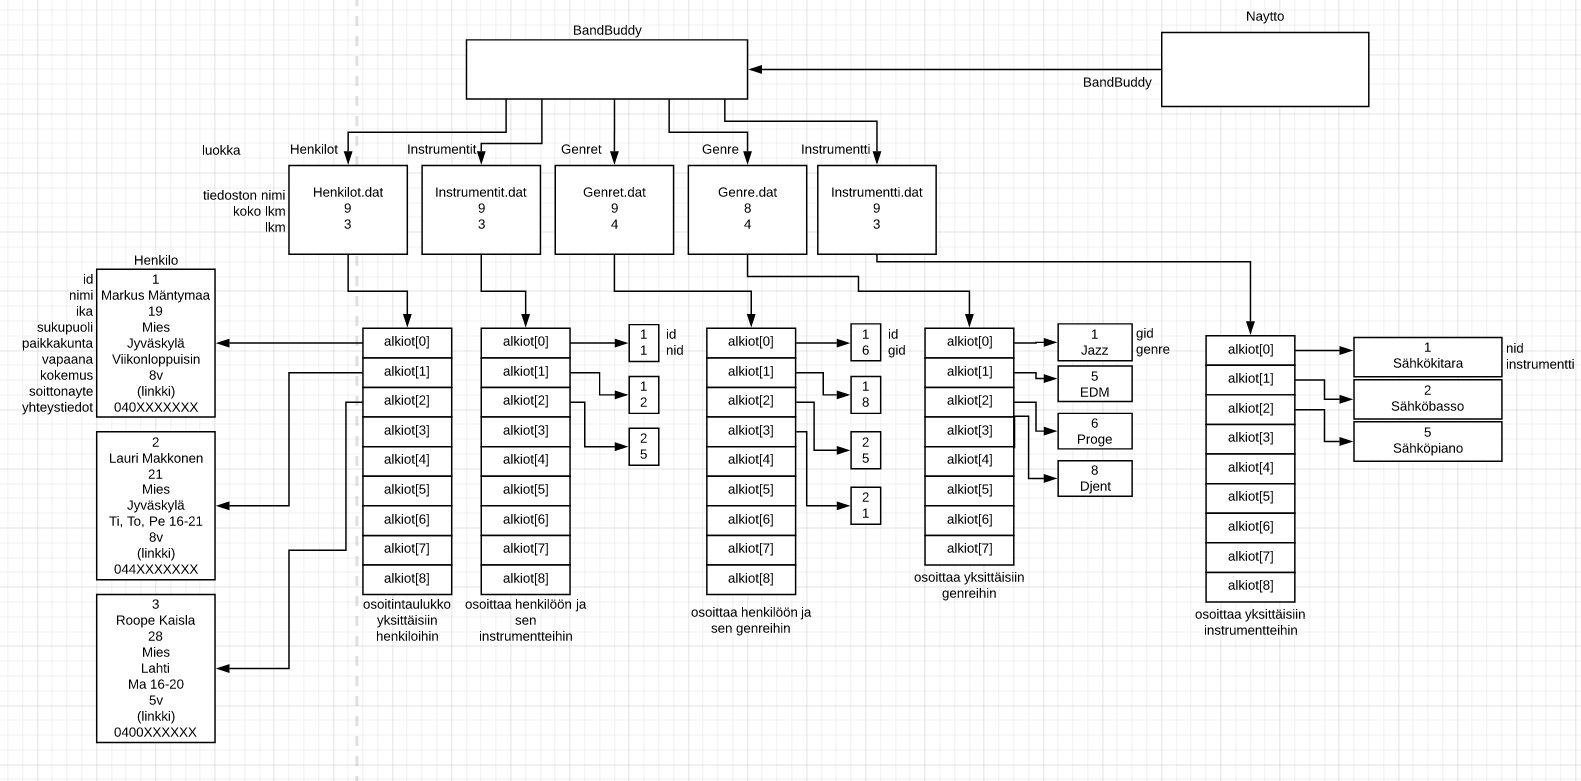 Naytto
BandBuddy
BandBuddy
luokka
Henkilot
Instrumentit
Genret
Genre
Instrumentti
tiedoston nimi
koko lkm
lkm
Henkilot.dat
9
3
Instrumentit.dat
9
3
Genret.dat
9
4
Genre.dat
8
4
Instrumentti.dat
9
3
Henkilo
id
nimi
ika
sukupuoli
paikkakunta
vapaana
kokemus
soittonayte
yhteystiedot
1
Markus Mäntymaa
19
Mies
Jyväskylä
Viikonloppuisin
8v
(linkki)
040XXXXXXX
2
Lauri Makkonen
21
Mies
Jyväskylä
Ti, To, Pe 16-21
8v
(linkki)
044XXXXXXX
3
Roope Kaisla
28
Mies
Lahti
Ma 16-20
5v
(linkki)
0400XXXXXX
alkiot[0]
alkiot[1]
alkiot[2]
alkiot[3]
alkiot[4]
alkiot[5]
alkiot[6]
alkiot[7]
alkiot[8]
osoitintaulukko
yksittäisiin
henkiloihin
alkiot[0]
alkiot[1]
alkiot[2]
alkiot[3]
alkiot[4]
alkiot[5]
alkiot[6]
alkiot[7]
alkiot[8]
osoittaa henkilöön ja
sen
instrumentteihin
1
1
id
nid
1
2
2
5
alkiot[0]
alkiot[1]
alkiot[2]
alkiot[3]
alkiot[4]
alkiot[5]
alkiot[6]
alkiot[7]
alkiot[8]
osoittaa henkilöön ja
sen genreihin
1
6
id
gid
1
8
2
5
2
1
alkiot[0]
alkiot[1]
alkiot[2]
alkiot[3]
alkiot[4]
alkiot[5]
alkiot[6]
alkiot[7]
osoittaa yksittäisiin
genreihin
1
Jazz
gid
genre
5
EDM
6
Proge
8
Djent
alkiot[0]
alkiot[1]
alkiot[2]
alkiot[3]
alkiot[4]
alkiot[5]
alkiot[6]
alkiot[7]
alkiot[8]
osoittaa yksittäisiin
instrumentteihin
1
Sähkökitara
nid
instrumentti
2
Sähköbasso
5
Sähköpiano